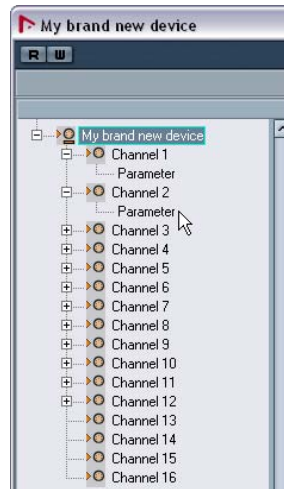 My brand new device
R W
My brand new device
Channel 1
Parameter
Channel 2
Parameter
Channel 3
Channel 4
Channel 5
Channel 6
Channel 7
Channel 8
Channel 9
Channel 10
Channel 11
Channel 12
Channel 13
Channel 14
Channel 15
Channel 16